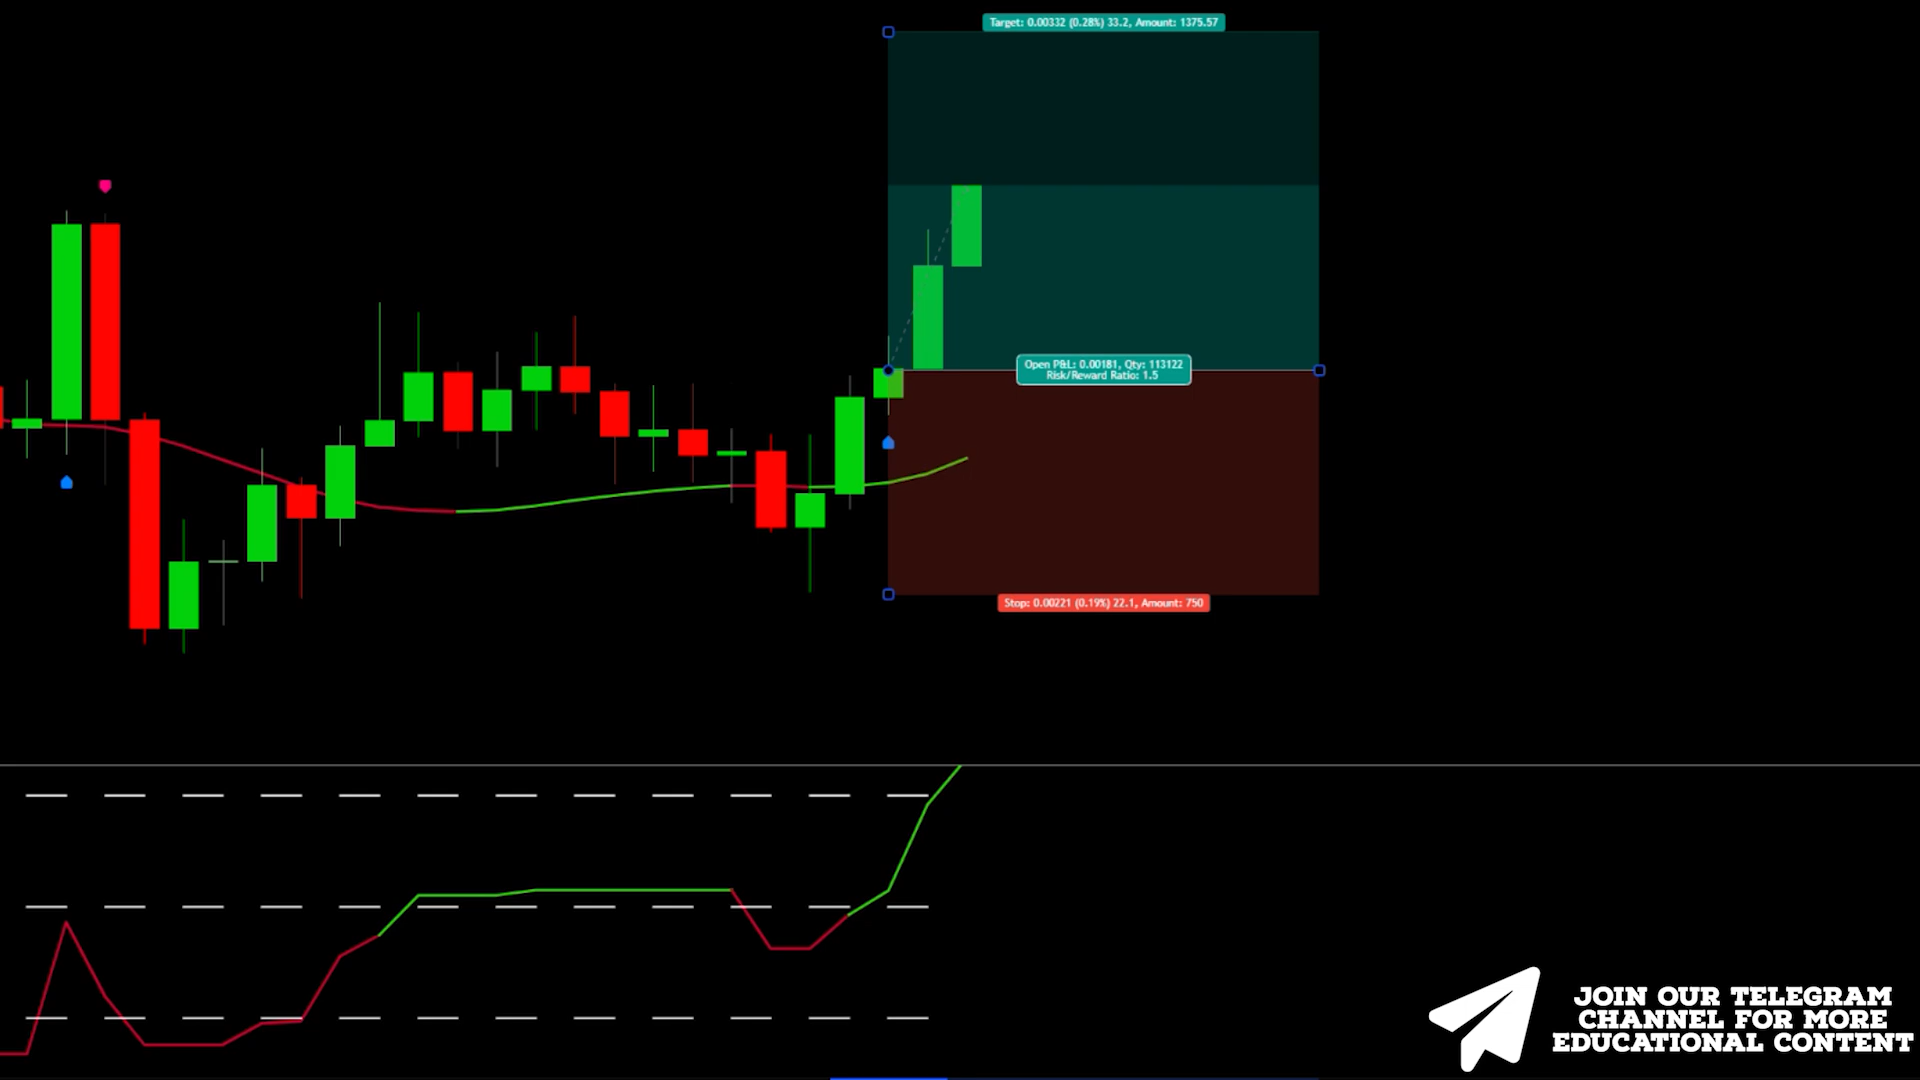 Target: 0.00332 (0.28%) 33.2, Amount: 1375.57
Open P&L: 0.00181, Qty: 113122
Risk/Reward Ratio: 1.5
Stop: 0.00221 (0.19%) 22.1, Amount: 750
JOIN OUR TELEGRAM
CHANNEL FOR MORE
EDUCATIONAL CONTENT